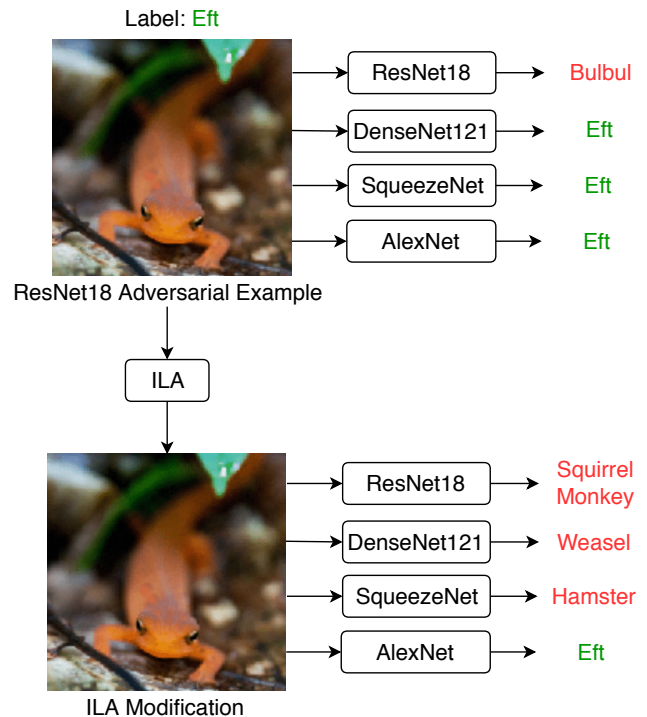 Label: Eft
ResNet18
Bulbul
DenseNet121
Eft
SqueezeNet
Eft
AlexNet
Eft
ResNet18 Adversarial Example
ILA
ResNet18
Squirrel
Monkey
DenseNet121
Weasel
SqueezeNet
Hamster
AlexNet
Eft
ILA Modification